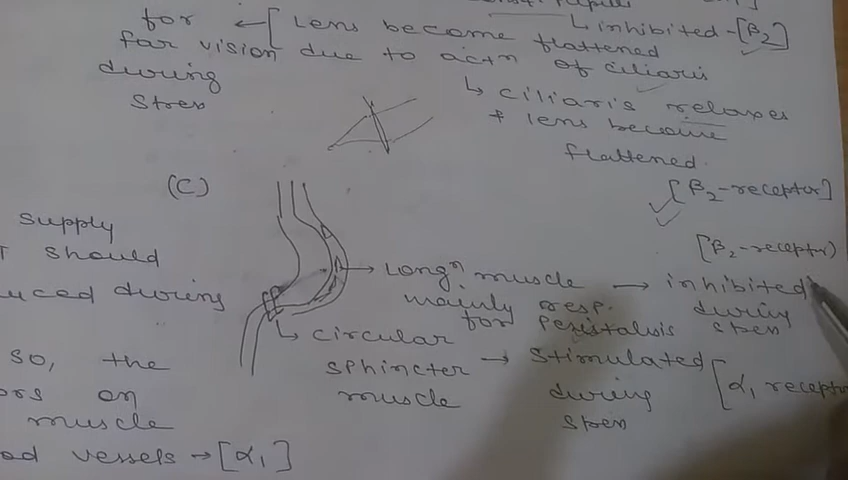 inhibited-[β2]
for ← [Lens become flattened
far vision due to actn of ciliaris
during
stress
↳ ciliaris relaxes
+ lens become
flattened.
[β2-receptor]
(C)
supply
should
during
so, the
on
muscle
vessels → [α1]
[β2-receptor)
→ Longn muscle → inhibited
mainly resp. during
for peristalsis stress
↳ circular
sphincter → stimulated
muscle during
stress
[α1 receptor